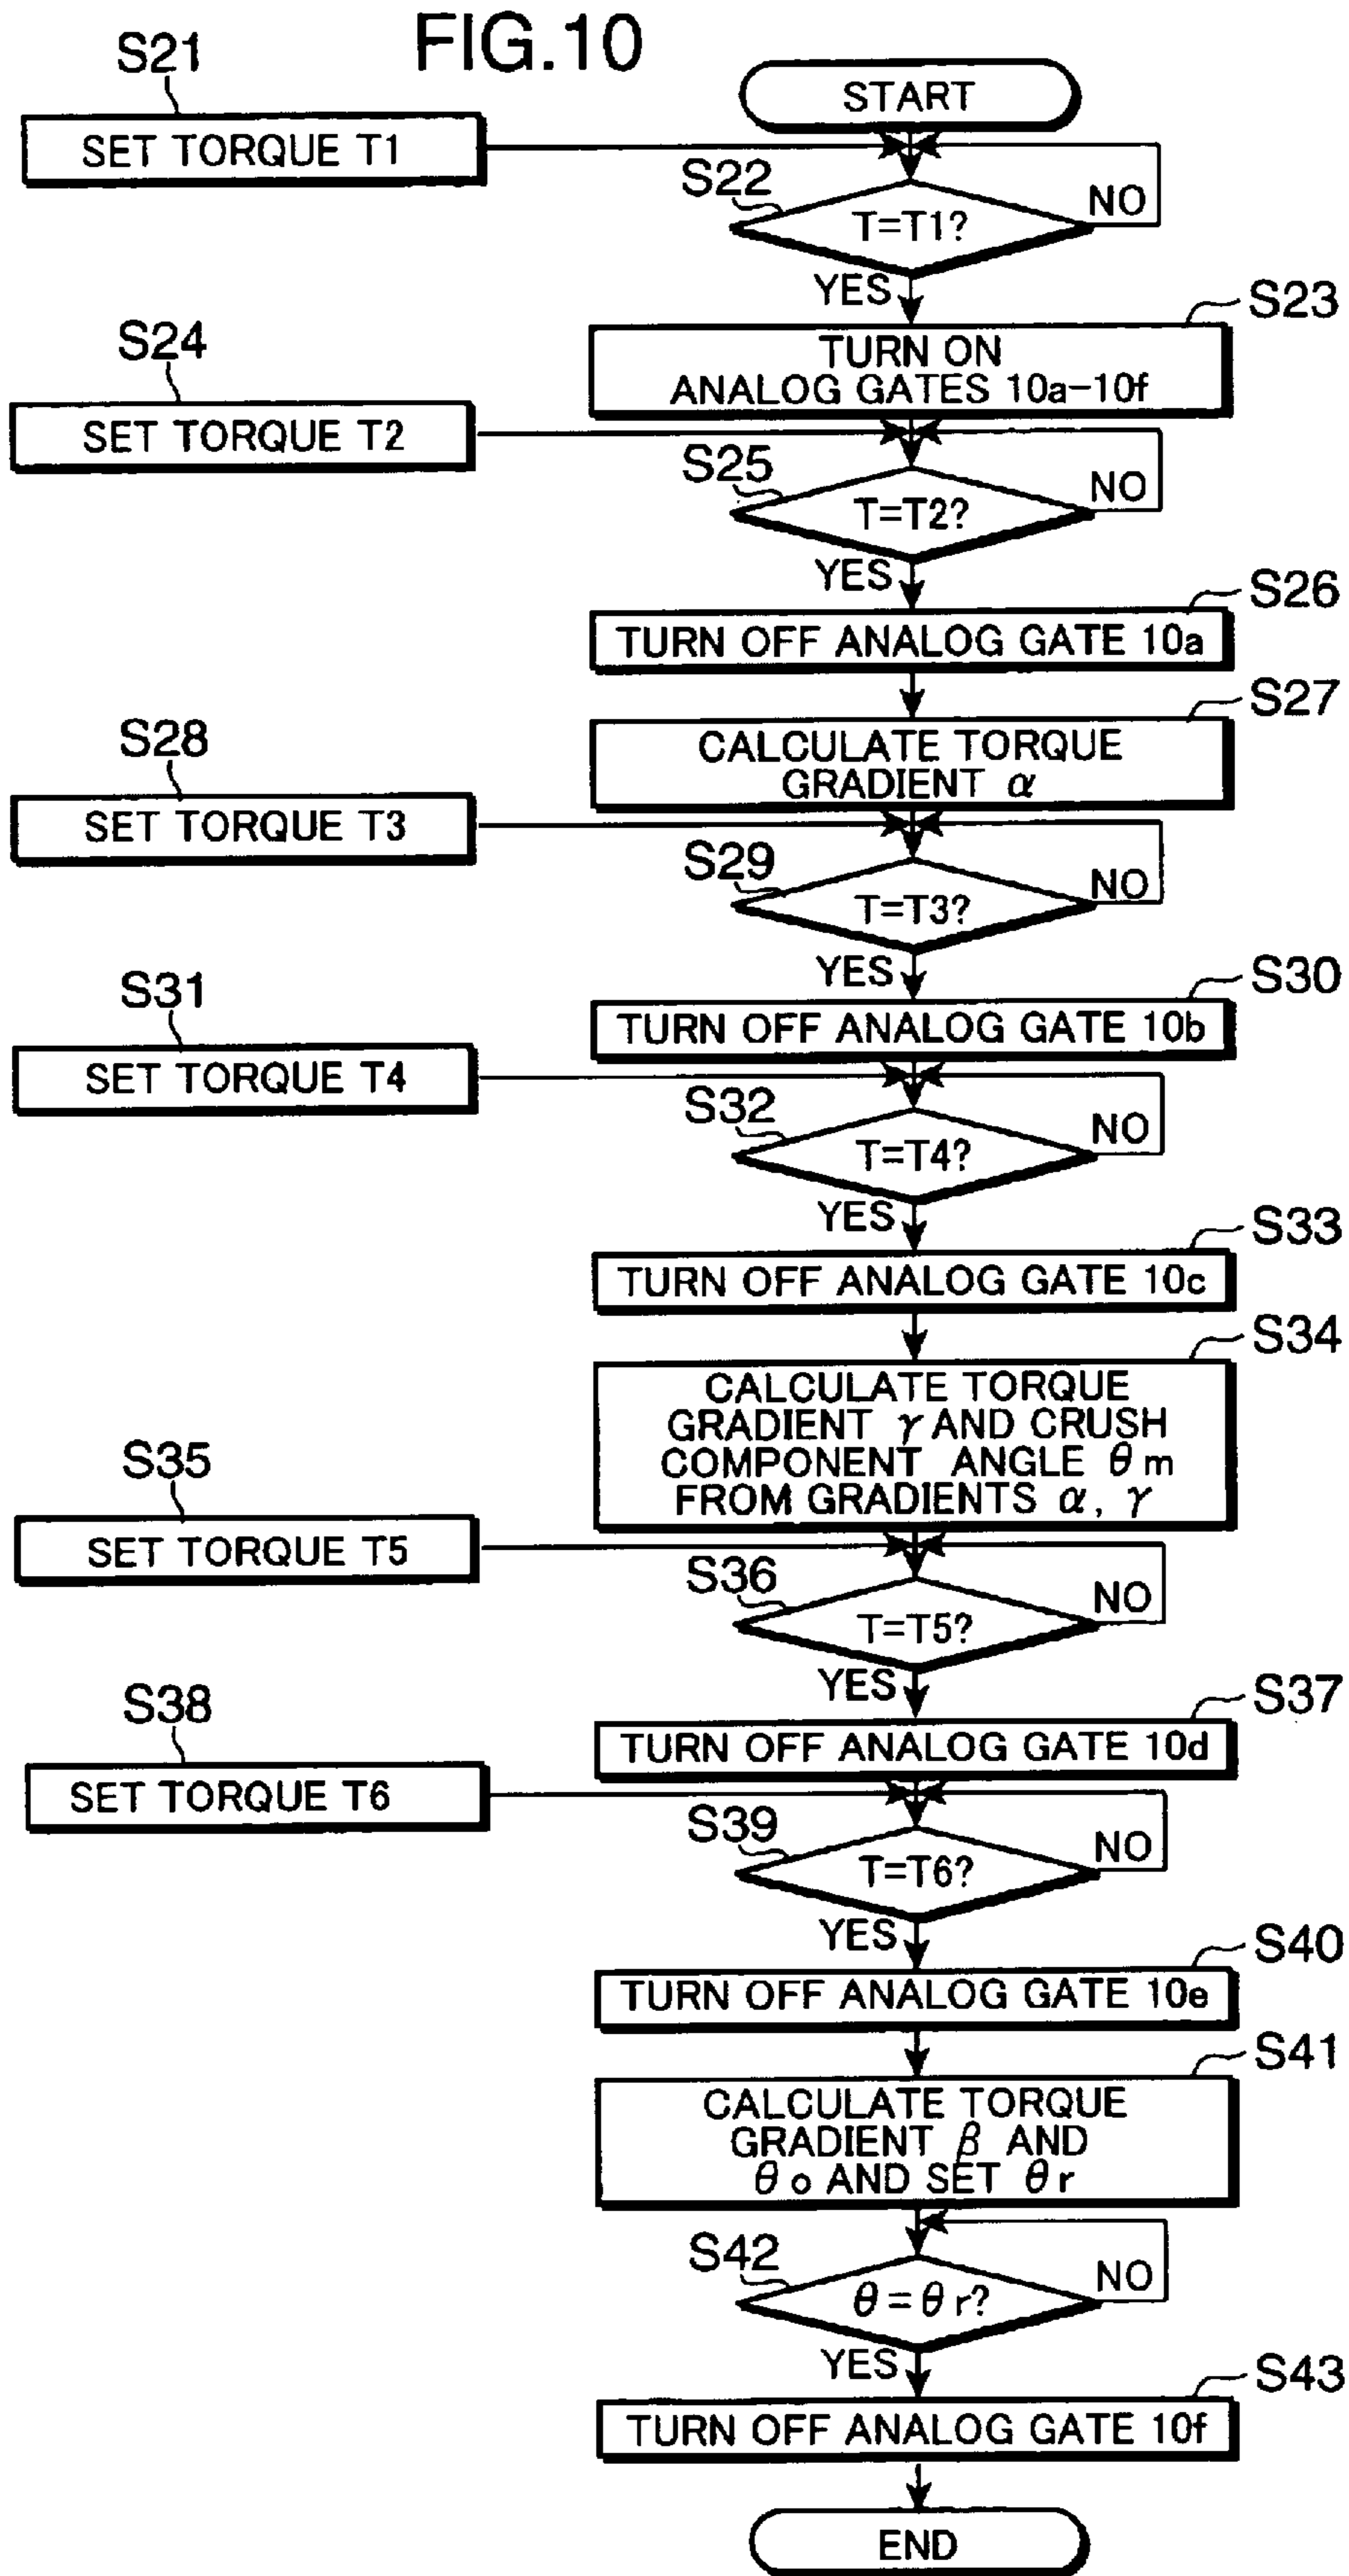 FIG.10
S21
START
SET TORQUE T1
S22
NO
T=T1?
YES
S23
TURN ON
ANALOG GATES 10a-10f
S24
SET TORQUE T2
S25
NO
T=T2?
YES
S26
TURN OFF ANALOG GATE 10a
S27
CALCULATE TORQUE
GRADIENT α
S28
SET TORQUE T3
S29
NO
T=T3?
YES
S30
TURN OFF ANALOG GATE 10b
S31
SET TORQUE T4
S32
NO
T=T4?
YES
S33
TURN OFF ANALOG GATE 10c
S34
CALCULATE TORQUE
GRADIENT γ AND CRUSH
COMPONENT ANGLE θm
FROM GRADIENTS α, γ
S35
SET TORQUE T5
S36
NO
T=T5?
YES
S37
TURN OFF ANALOG GATE 10d
S38
SET TORQUE T6
S39
NO
T=T6?
YES
S40
TURN OFF ANALOG GATE 10e
S41
CALCULATE TORQUE
GRADIENT β AND
θo AND SET θr
S42
NO
θ=θr?
YES
S43
TURN OFF ANALOG GATE 10f
END